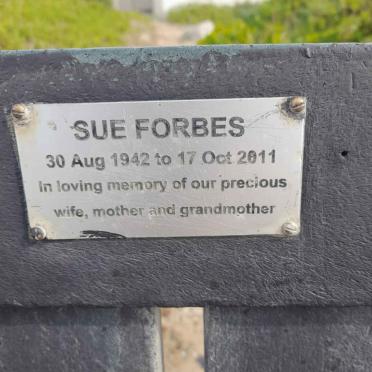 SUE FORBES
30 Aug 1942 to 17 Oct 2011
In loving memory of our precious
wife, mother and grandmother